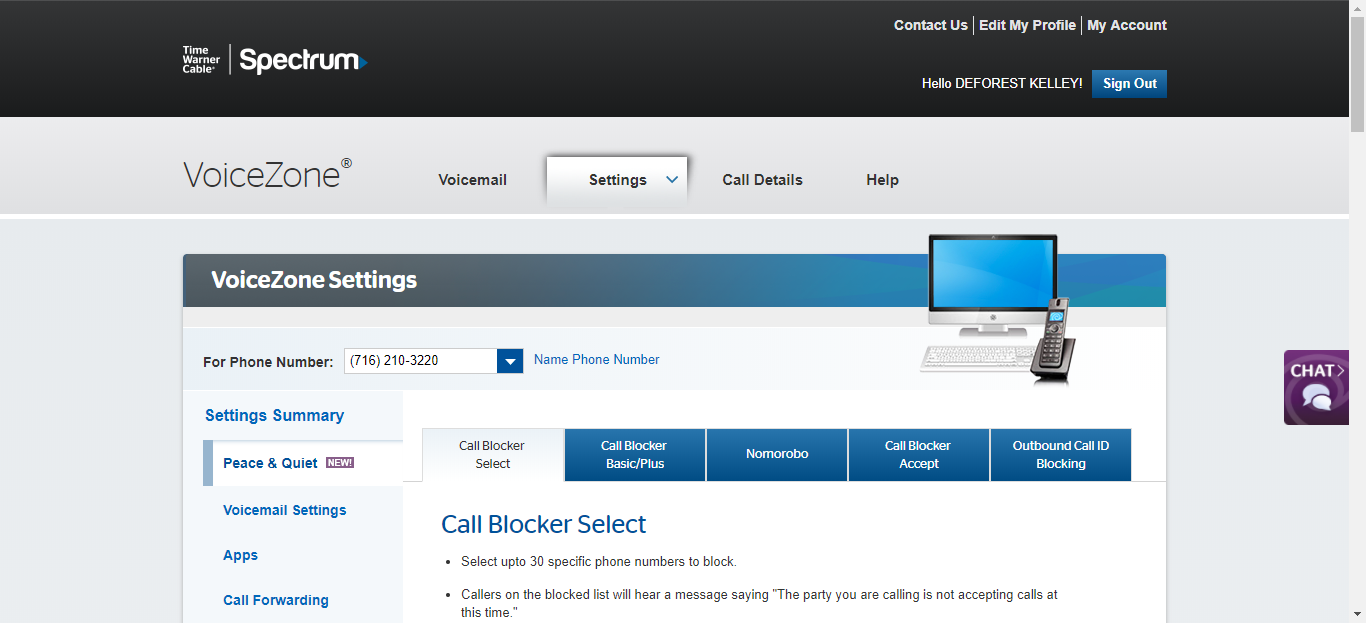 Contact Us | Edit My Profile | My Account
Time
Warner
Cable
Spectrum
Hello DEFOREST KELLEY!
Sign Out
VoiceZone®
Voicemail
Settings
Call Details
Help
VoiceZone Settings
For Phone Number:
(716) 210-3220
Name Phone Number
CHAT>
Settings Summary
Peace & Quiet NEW!
Voicemail Settings
Apps
Call Forwarding
Call Blocker
Select
Call Blocker
Basic/Plus
Nomorobo
Call Blocker
Accept
Outbound Call ID
Blocking
Call Blocker Select
• Select upto 30 specific phone numbers to block.
• Callers on the blocked list will hear a message saying "The party you are calling is not accepting calls at
this time."